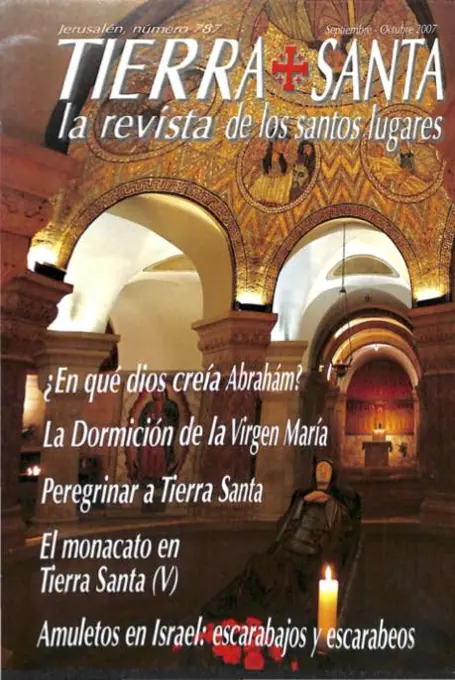 Jerusalén, número 787
Septiembre - Octubre 2007
TIERRA SANTA
la revista de los santos lugares
¿En qué dios creía Abrahám?
La Dormición de la Virgen María
Peregrinar a Tierra Santa
El monacato en
Tierra Santa (V)
Amuletos en Israel: escarabajos y escarabeos